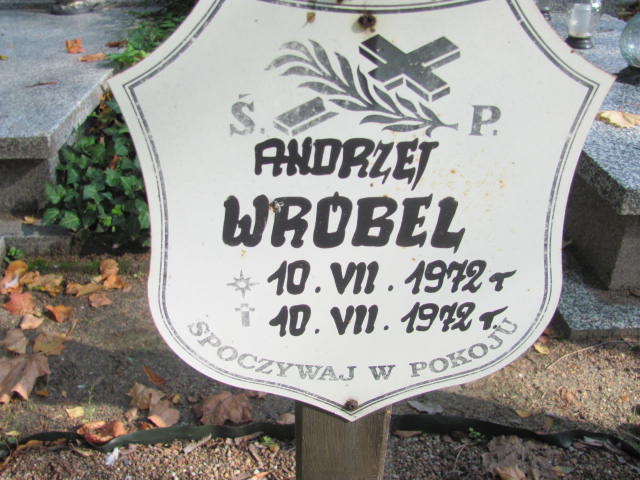 Ś. P.
ANDRZEJ
WRÓBEL
10. VII. 1972 r
10. VII. 1972 r.
SPOCZYWAJ W POKOJU